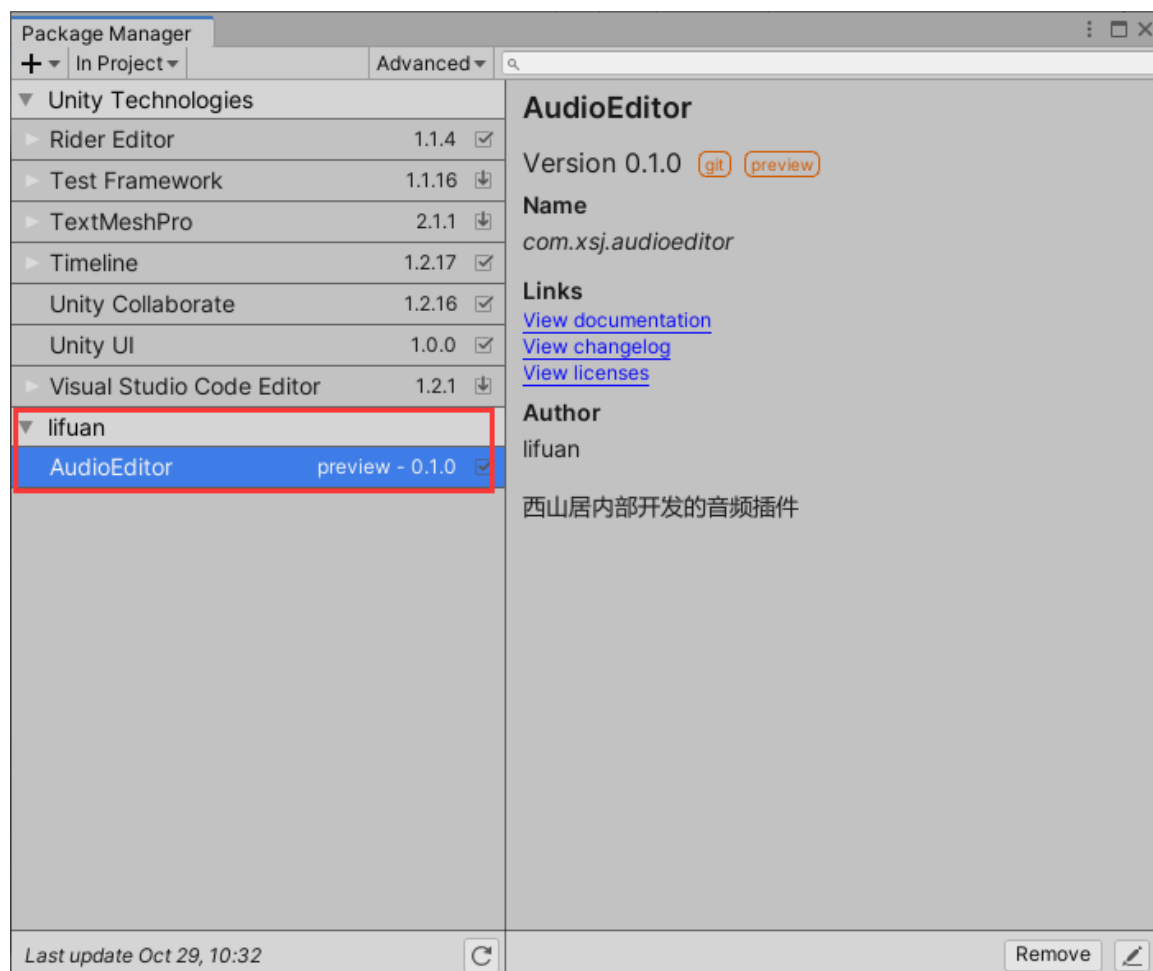 Package Manager
In Project
Advanced
Unity Technologies
Rider Editor 1.1.4
Test Framework 1.1.16
TextMeshPro 2.1.1
Timeline 1.2.17
Unity Collaborate 1.2.16
Unity UI 1.0.0
Visual Studio Code Editor 1.2.1
lifuan
AudioEditor preview - 0.1.0
Last update Oct 29, 10:32
AudioEditor
Version 0.1.0 git preview
Name
com.xsj.audioeditor
Links
View documentation
View changelog
View licenses
Author
lifuan
西山居内部开发的音频插件
Remove